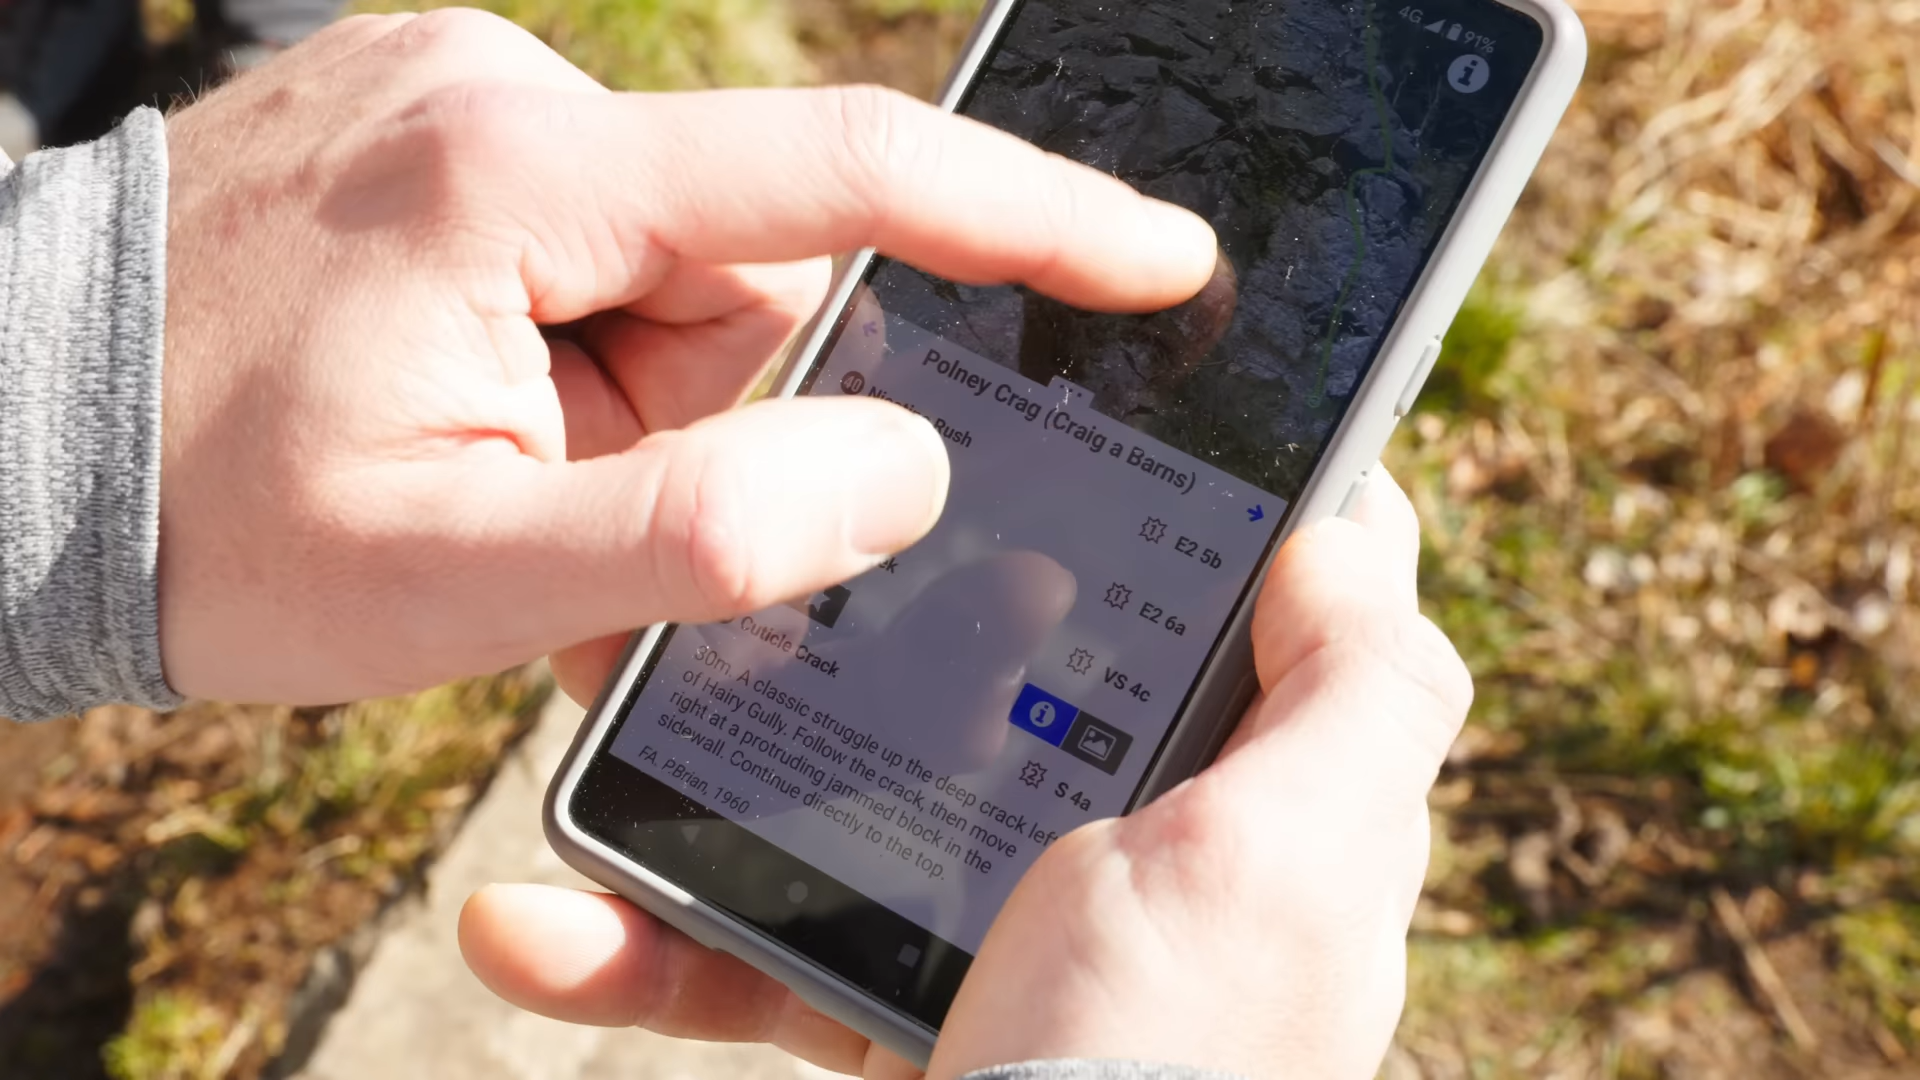 4G 91%
Polney Crag (Craig a Barns)
40 Nicotine Rush
E2 5b
E2 6a
VS 4c
Cuticle Crack
S 4a
30m. A classic struggle up the deep crack left
of Hairy Gully. Follow the crack, then move
right at a protruding jammed block in the
sidewall. Continue directly to the top.
FA. P.Brian, 1960